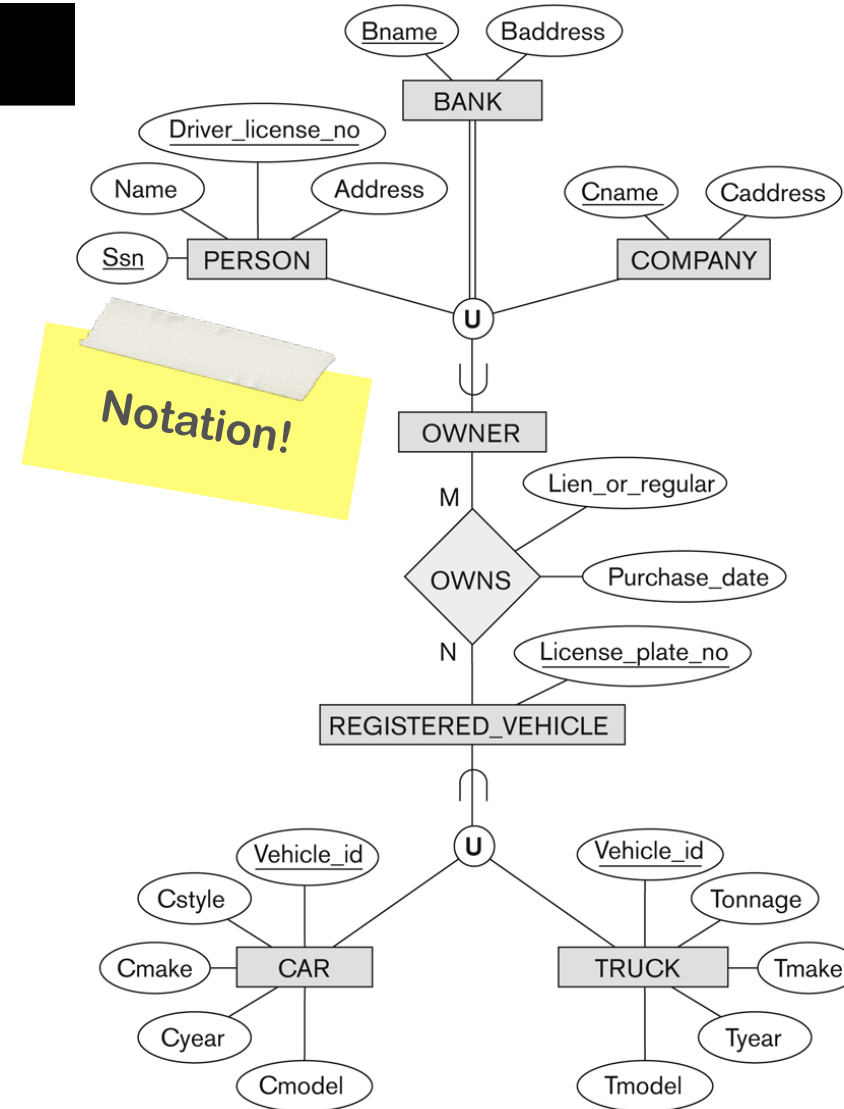 Bname
Baddress
BANK
Driver_license_no
Name
Address
Cname
Caddress
Ssn
PERSON
COMPANY
U
Notation!
OWNER
M
Lien_or_regular
OWNS
Purchase_date
N
License_plate_no
REGISTERED_VEHICLE
U
Vehicle_id
Vehicle_id
Cstyle
Tonnage
Cmake
CAR
TRUCK
Tmake
Cyear
Tyear
Cmodel
Tmodel